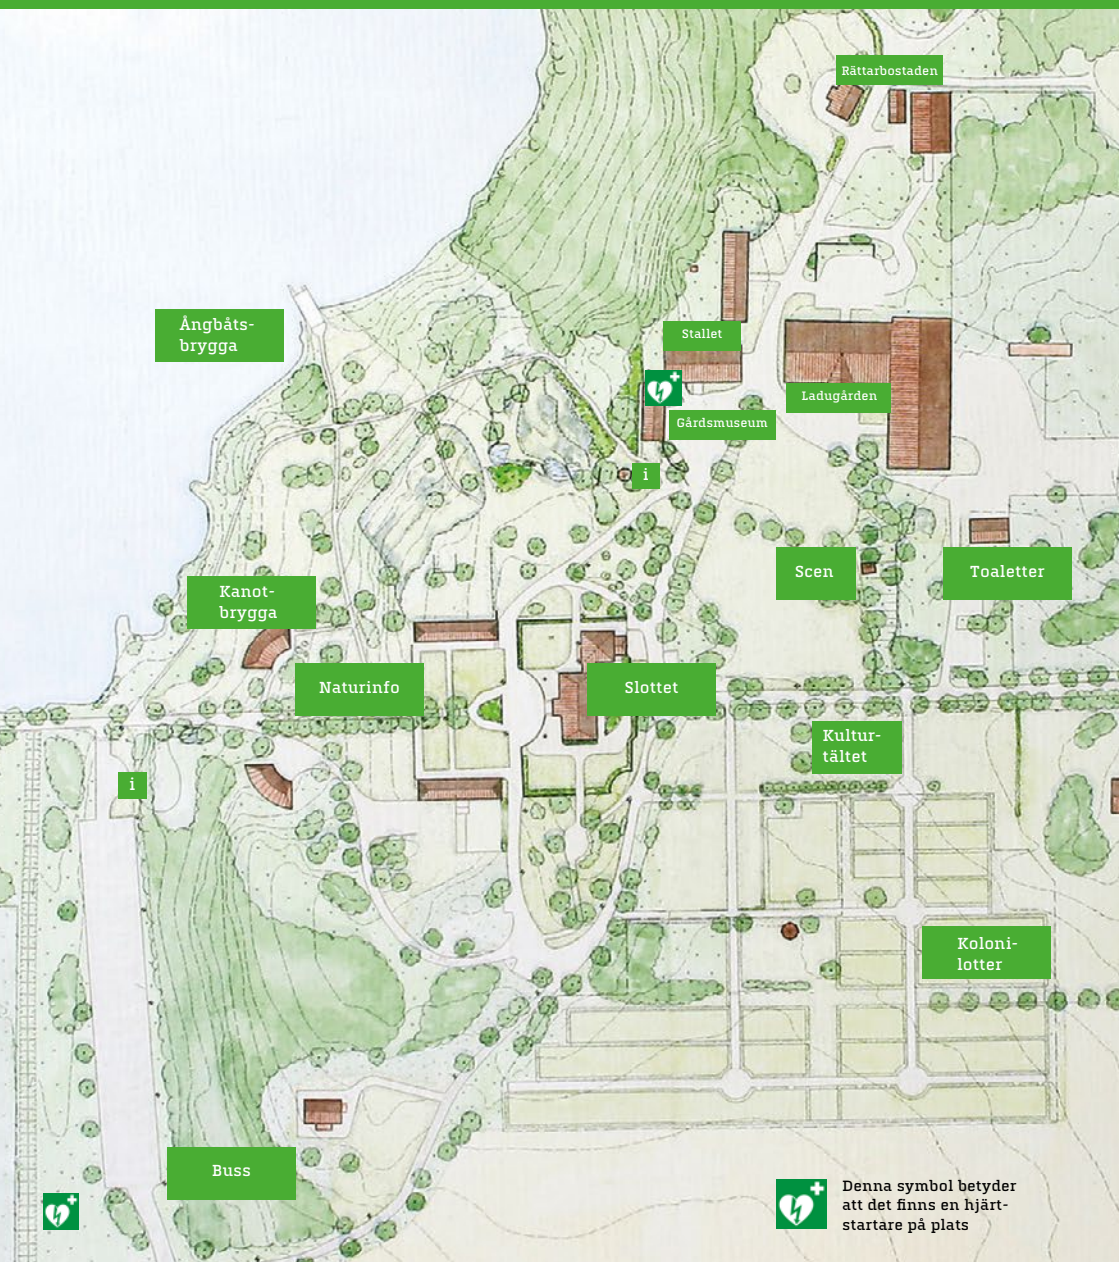 Rättarbostaden
Ångbåts-
brygga
Stallet
Ladugården
Gårdsmuseum
i
Scen
Toaletter
Kanot-
brygga
Naturinfo
Slottet
Kultur-
tältet
i
Koloni-
lotter
Buss
Denna symbol betyder
att det finns en hjärt-
startare på plats